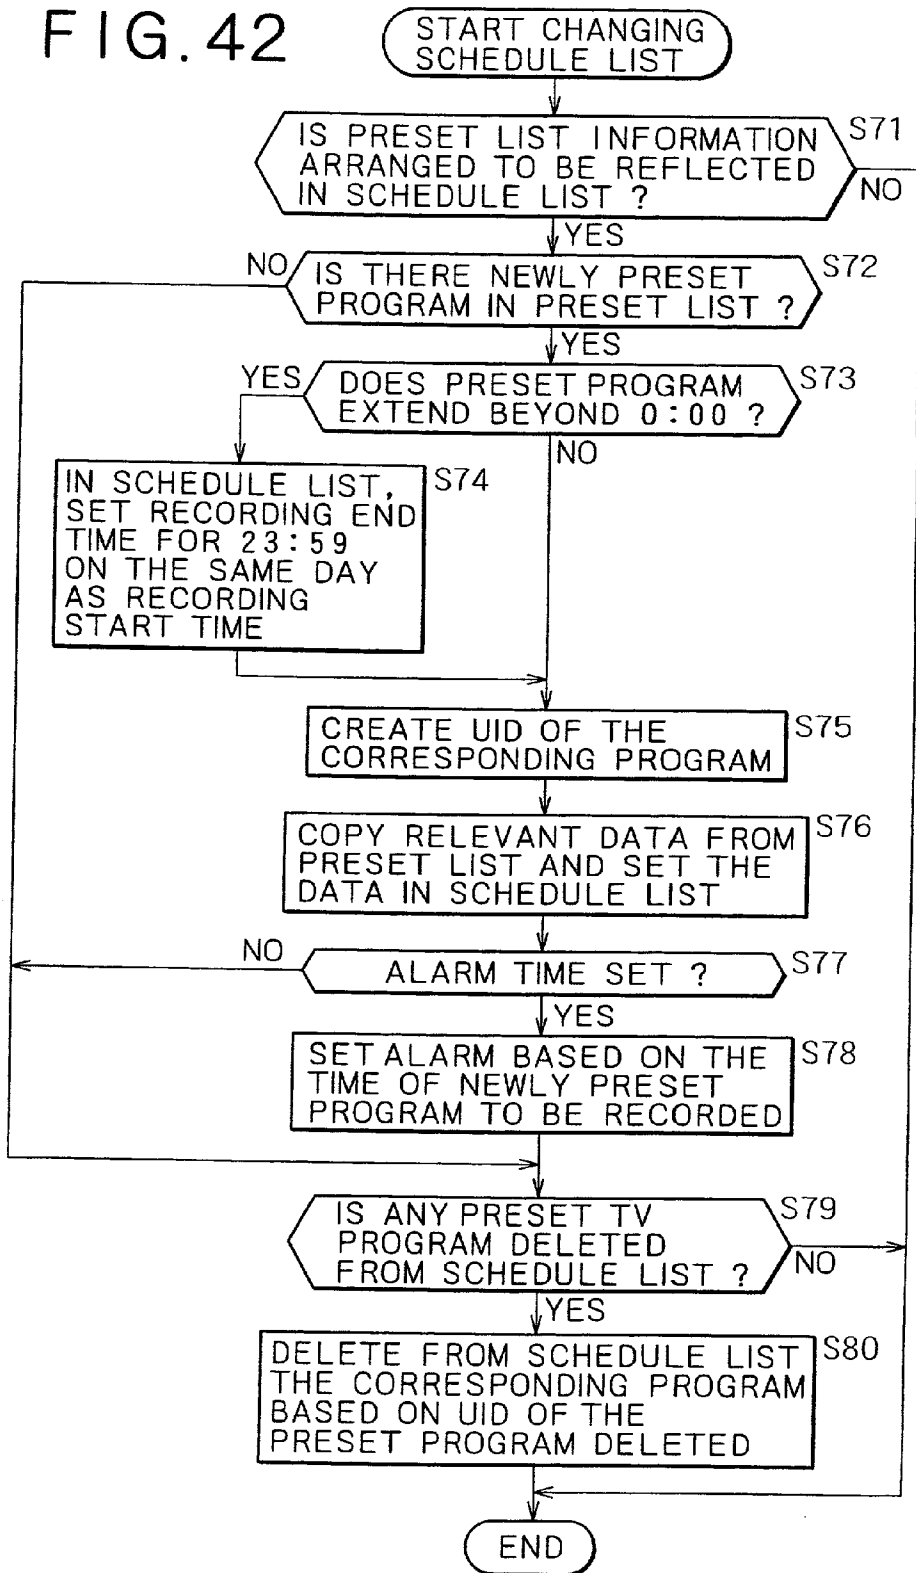 FIG. 42
START CHANGING
SCHEDULE LIST
S71
IS PRESET LIST INFORMATION
ARRANGED TO BE REFLECTED
IN SCHEDULE LIST ?
NO
YES
NO
S72
IS THERE NEWLY PRESET
PROGRAM IN PRESET LIST ?
YES
YES
S73
DOES PRESET PROGRAM
EXTEND BEYOND 0:00 ?
NO
S74
IN SCHEDULE LIST,
SET RECORDING END
TIME FOR 23:59
ON THE SAME DAY
AS RECORDING
START TIME
S75
CREATE UID OF THE
CORRESPONDING PROGRAM
S76
COPY RELEVANT DATA FROM
PRESET LIST AND SET THE
DATA IN SCHEDULE LIST
NO
S77
ALARM TIME SET ?
YES
S78
SET ALARM BASED ON THE
TIME OF NEWLY PRESET
PROGRAM TO BE RECORDED
S79
IS ANY PRESET TV
PROGRAM DELETED
FROM SCHEDULE LIST ?
NO
YES
S80
DELETE FROM SCHEDULE LIST
THE CORRESPONDING PROGRAM
BASED ON UID OF THE
PRESET PROGRAM DELETED
END